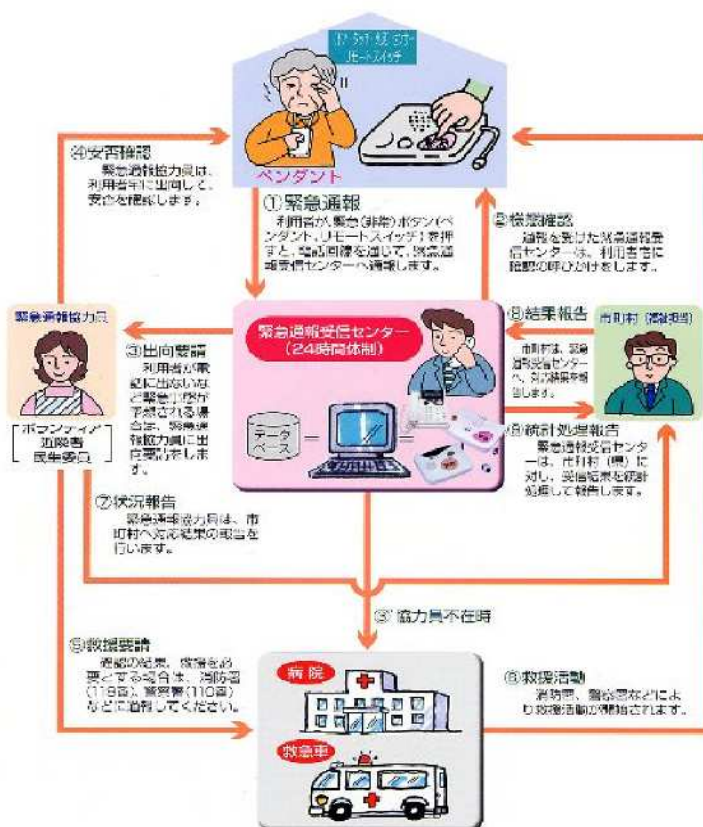 リモートスイッチ
ペンダント
④安否確認
緊急通報協力員は、
利用者宅に出向して、
安否を確認します。
①緊急通報
利用者が、緊急(非常)ボタン(ペ
ンダント、リモートスイッチ)を押
すと、電話回線を通じて、緊急通
報受信センターへ通報します。
②様態確認
通報を受けた緊急通報受
信センターは、利用者宅に
確認の呼びかけをします。
緊急通報協力員
ボランティア
近隣者
民生委員
③出向要請
利用者が電
話に出ないな
ど緊急事態が
予想される場
合は、緊急通
報協力員に出
向要請をしま
す。
緊急通報受信センター
(24時間体制)
データ
ベース
⑧結果報告
市町村は、緊急
通報受信センター
へ、対応結果を報
告します。
市町村(福祉担当)
⑨統計処理報告
緊急通報受信センタ
ーは、市町村(県)に
対し、受信結果を統計
処理して報告します。
⑦状況報告
緊急通報協力員は、市
町村へ対応結果の報告を
行います。
③'協力員不在時
⑤救援要請
確認の結果、救援を必
要とする場合は、消防署
(119番)、警察署(110番)
などに通報してください。
病院
救急車
⑥救援活動
消防署、警察署などによ
り救援活動が開始されます。